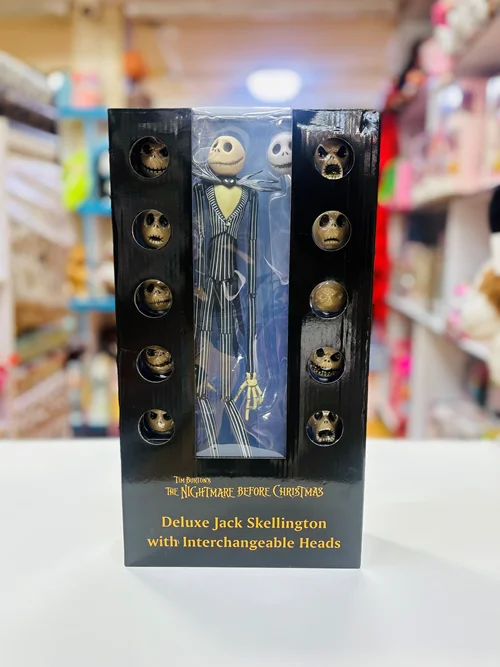 Tim Burton's
The Nightmare Before Christmas
Deluxe Jack Skellington
with Interchangeable Heads